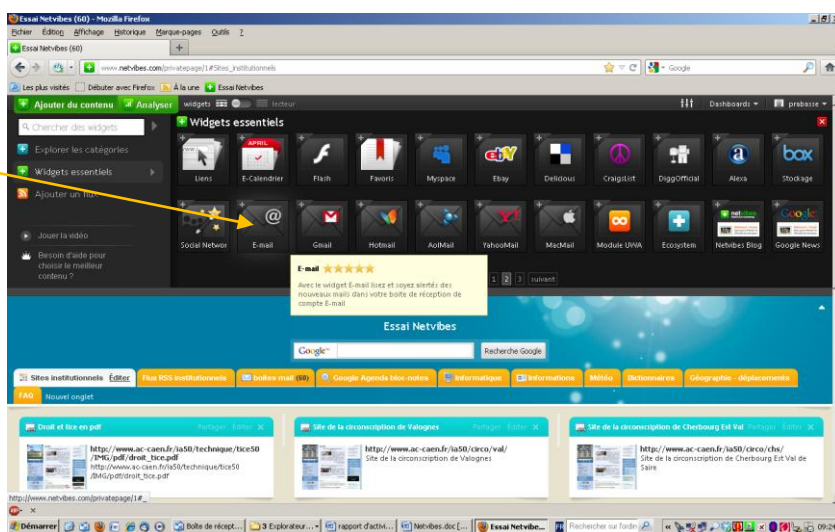 Essai Netvibes (60) - Mozilla Firefox
Fichier Édition Affichage Historique Marque-pages Outils ?
Essai Netvibes (60)
www.netvibes.com/privatepage/1#Sites_institutionnels
Google
Les plus visités Débuter avec Firefox À la une Essai Netvibes
Ajouter du contenu Analyser widgets lecteur Dashboards
Chercher des widgets
Widgets essentiels
Explorer les catégories
Widgets essentiels
Ajouter un flux
Jouer la vidéo
Besoin d'aide pour
choisir le meilleur
contenu ?
APRIL
ebY
box
Google
Liens E-Calendrier Flash Favoris Myspace Ebay Delicious CraigsList DiggOfficial Alexa Stockage
Social Networ E-mail Gmail Hotmail AolMail YahooMail MacMail Module UWA Ecosystem Netvibes Blog Google News
E-mail
Avec le widget E-mail lisez et soyez alertés des
nouveaux mails dans votre boite de réception de
compte E-mail
1 2 3 suivant
Essai Netvibes
Google Recherche Google
Sites institutionnels Éditer Flux RSS institutionnels boites mail (60) Google Agenda bloc notes Informatique Informations Météo Dictionnaires Géographie - déplacements
FAQ Nouvel onglet
Droit et tice en pdf Partager Éditer X
http://www.ac-caen.fr/ia50/technique/tice50
/IMG/pdf/droit_tice.pdf
http://www.ac-caen.fr/ia50/technique/tice50
/IMG/pdf/droit_tice.pdf
Site de la circonscription de Valognes Partager Éditer X
http://www.ac-caen.fr/ia50/circo/val/
Site de la circonscription de Valognes
Site de la circonscription de Cherbourg Est Val Partager Éditer X
http://www.ac-caen.fr/ia50/circo/chs/
Site de la circonscription de Cherbourg Est Val de
Saire
http://www.netvibes.com/privatepage/1#_
Démarrer Boîte de récept... 3 Explorateur... rapport d'activi... Netvibes.doc [... Essai Netvibe... Rechercher sur l'ordin